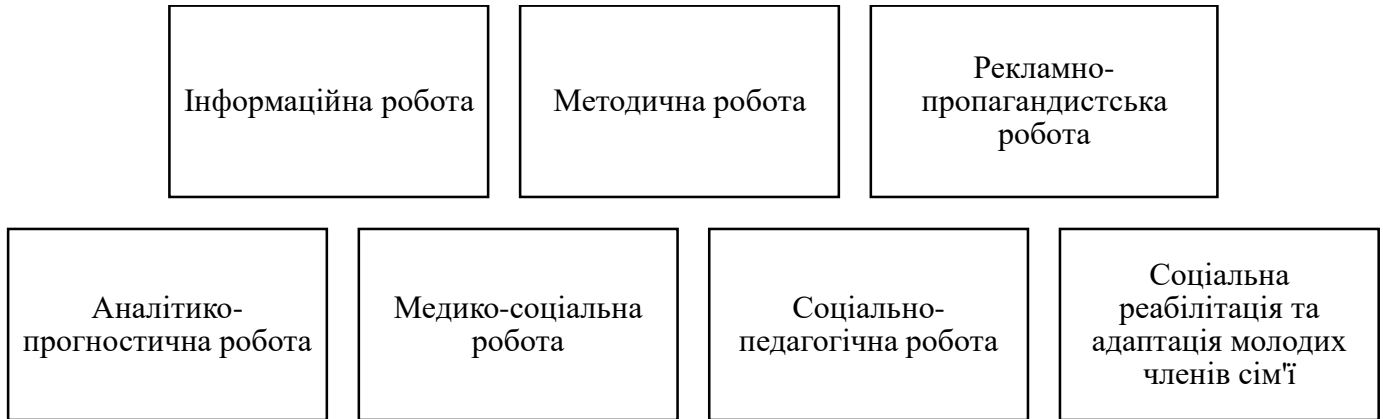 Інформаційна робота
Методична робота
Рекламно-
пропагандистська
робота
Аналітико-
прогностична робота
Медико-соціальна
робота
Соціально-
педагогічна робота
Соціальна
реабілітація та
адаптація молодих
членів сім'ї